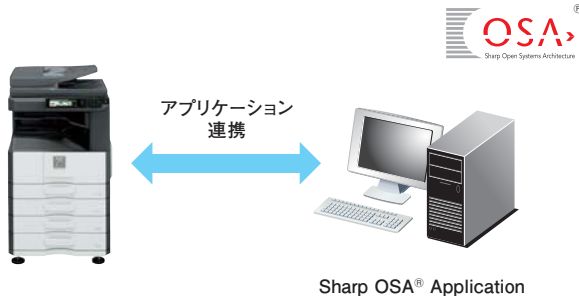 OSA®
Sharp Open Systems Architecture
アプリケーション
連携
Sharp OSA® Application